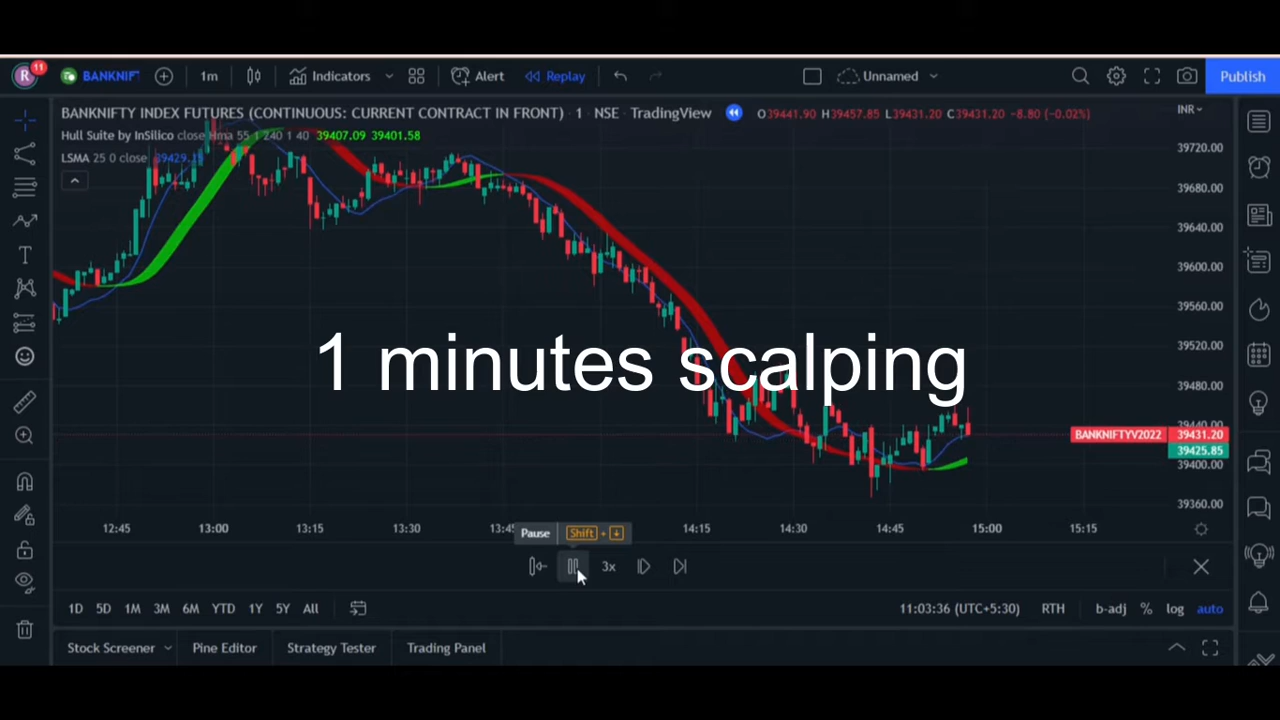 R 11 BANKNIF 1m Indicators Alert Replay Unnamed Publish
BANKNIFTY INDEX FUTURES (CONTINUOUS: CURRENT CONTRACT IN FRONT) · 1 · NSE · TradingView O39441.90 H39457.85 L39431.20 C39431.20 -8.80 (-0.02%) INR
Hull Suite by InSilico close Hma 55 1 240 1 40 39407.09 39401.58
LSMA 25 0 close
39720.00
39680.00
39640.00
39600.00
39560.00
39520.00
1 minutes scalping
39480.00
39440.00
BANKNIFTYV2022 39431.20
39425.85
39400.00
39360.00
12:45 13:00 13:15 13:30 13:45 14:15 14:30 14:45 15:00 15:15
Pause Shift + ↓
3x
1D 5D 1M 3M 6M YTD 1Y 5Y All 11:03:36 (UTC+5:30) RTH b-adj % log auto
Stock Screener Pine Editor Strategy Tester Trading Panel